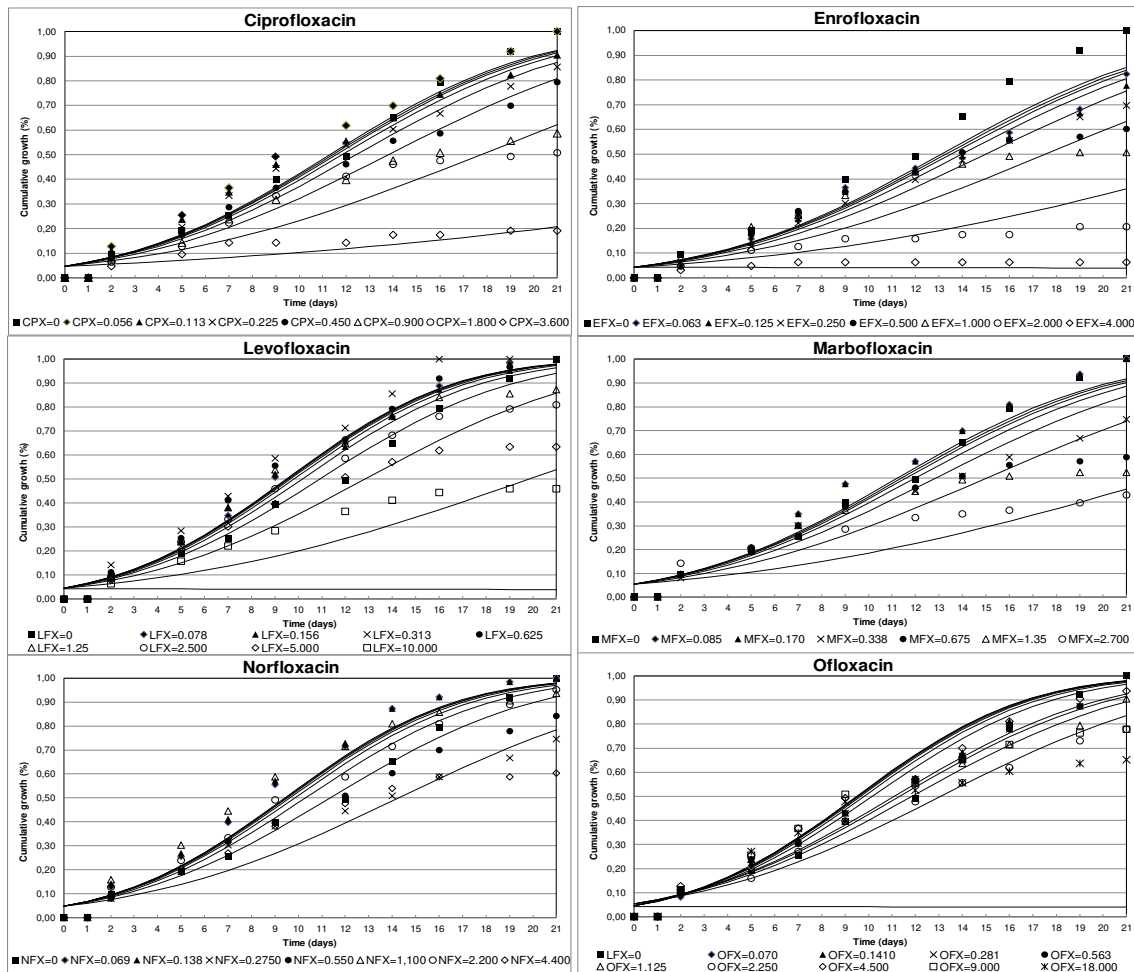 Ciprofloxacin
Cumulative growth (%)
1,00
0,90
0,80
0,70
0,60
0,50
0,40
0,30
0,20
0,10
0,00
0 1 2 3 4 5 6 7 8 9 10 11 12 13 14 15 16 17 18 19 20 21
Time (days)
CPX=0 CPX=0.056 CPX=0.113 CPX=0.225 CPX=0.450 CPX=0.900 CPX=1.800 CPX=3.600
Enrofloxacin
Cumulative growth (%)
1,00
0,90
0,80
0,70
0,60
0,50
0,40
0,30
0,20
0,10
0,00
0 1 2 3 4 5 6 7 8 9 10 11 12 13 14 15 16 17 18 19 20 21
Time (days)
EFX=0 EFX=0.063 EFX=0.125 EFX=0.250 EFX=0.500 EFX=1.000 EFX=2.000 EFX=4.000
Levofloxacin
Cumulative growth (%)
1,00
0,90
0,80
0,70
0,60
0,50
0,40
0,30
0,20
0,10
0,00
0 1 2 3 4 5 6 7 8 9 10 11 12 13 14 15 16 17 18 19 20 21
Time (days)
LFX=0 LFX=0.078 LFX=0.156 LFX=0.313 LFX=0.625
LFX=1.25 LFX=2.500 LFX=5.000 LFX=10.000
Marbofloxacin
Cumulative growth (%)
1,00
0,90
0,80
0,70
0,60
0,50
0,40
0,30
0,20
0,10
0,00
0 1 2 3 4 5 6 7 8 9 10 11 12 13 14 15 16 17 18 19 20 21
Time (days)
MFX=0 MFX=0.085 MFX=0.170 MFX=0.338 MFX=0.675 MFX=1.35 MFX=2.700
Norfloxacin
Cumulative growth (%)
1,00
0,90
0,80
0,70
0,60
0,50
0,40
0,30
0,20
0,10
0,00
0 1 2 3 4 5 6 7 8 9 10 11 12 13 14 15 16 17 18 19 20 21
Time (days)
NFX=0 NFX=0.069 NFX=0.138 NFX=0.2750 NFX=0.550 NFX=1,100 NFX=2.200 NFX=4.400
Ofloxacin
Cumulative growth (%)
1,00
0,90
0,80
0,70
0,60
0,50
0,40
0,30
0,20
0,10
0,00
0 1 2 3 4 5 6 7 8 9 10 11 12 13 14 15 16 17 18 19 20 21
Time (days)
LFX=0 OFX=0.070 OFX=0.1410 OFX=0.281 OFX=0.563
OFX=1.125 OFX=2.250 OFX=4.500 OFX=9.000 OFX=18.000